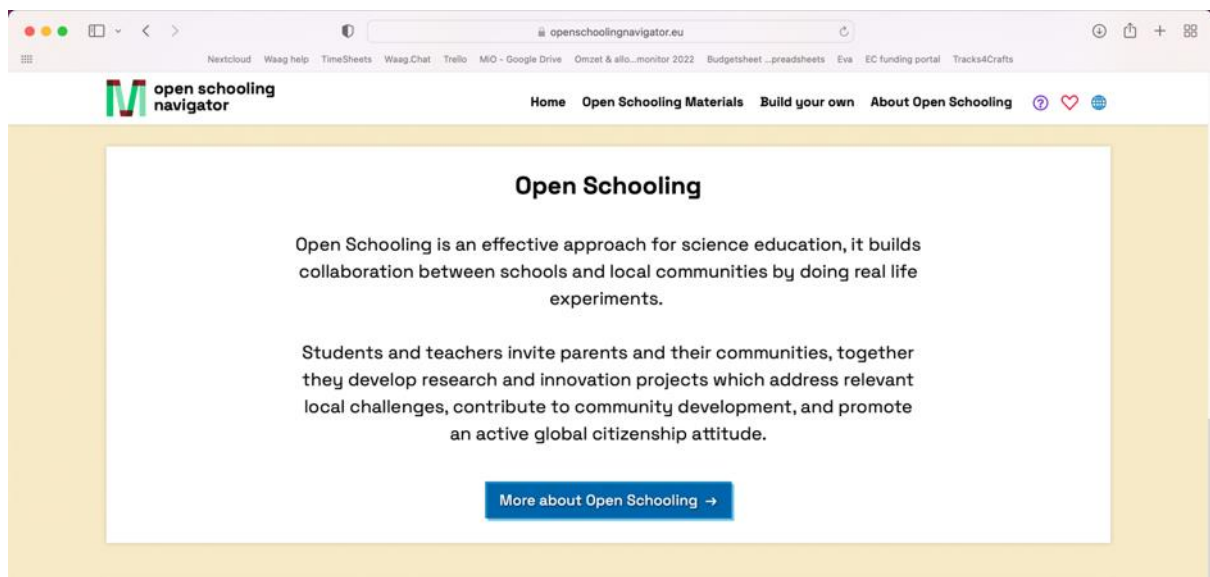 openschoolingnavigator.eu
Nextcloud Waag help TimeSheets Waag.Chat Trello MiO - Google Drive Omzet & allo...monitor 2022 Budgetsheet ...preadsheets Eva EC funding portal Tracks4Crafts
open schooling
navigator
Home Open Schooling Materials Build your own About Open Schooling ?
Open Schooling
Open Schooling is an effective approach for science education, it builds
collaboration between schools and local communities by doing real life
experiments.
Students and teachers invite parents and their communities, together
they develop research and innovation projects which address relevant
local challenges, contribute to community development, and promote
an active global citizenship attitude.
More about Open Schooling →